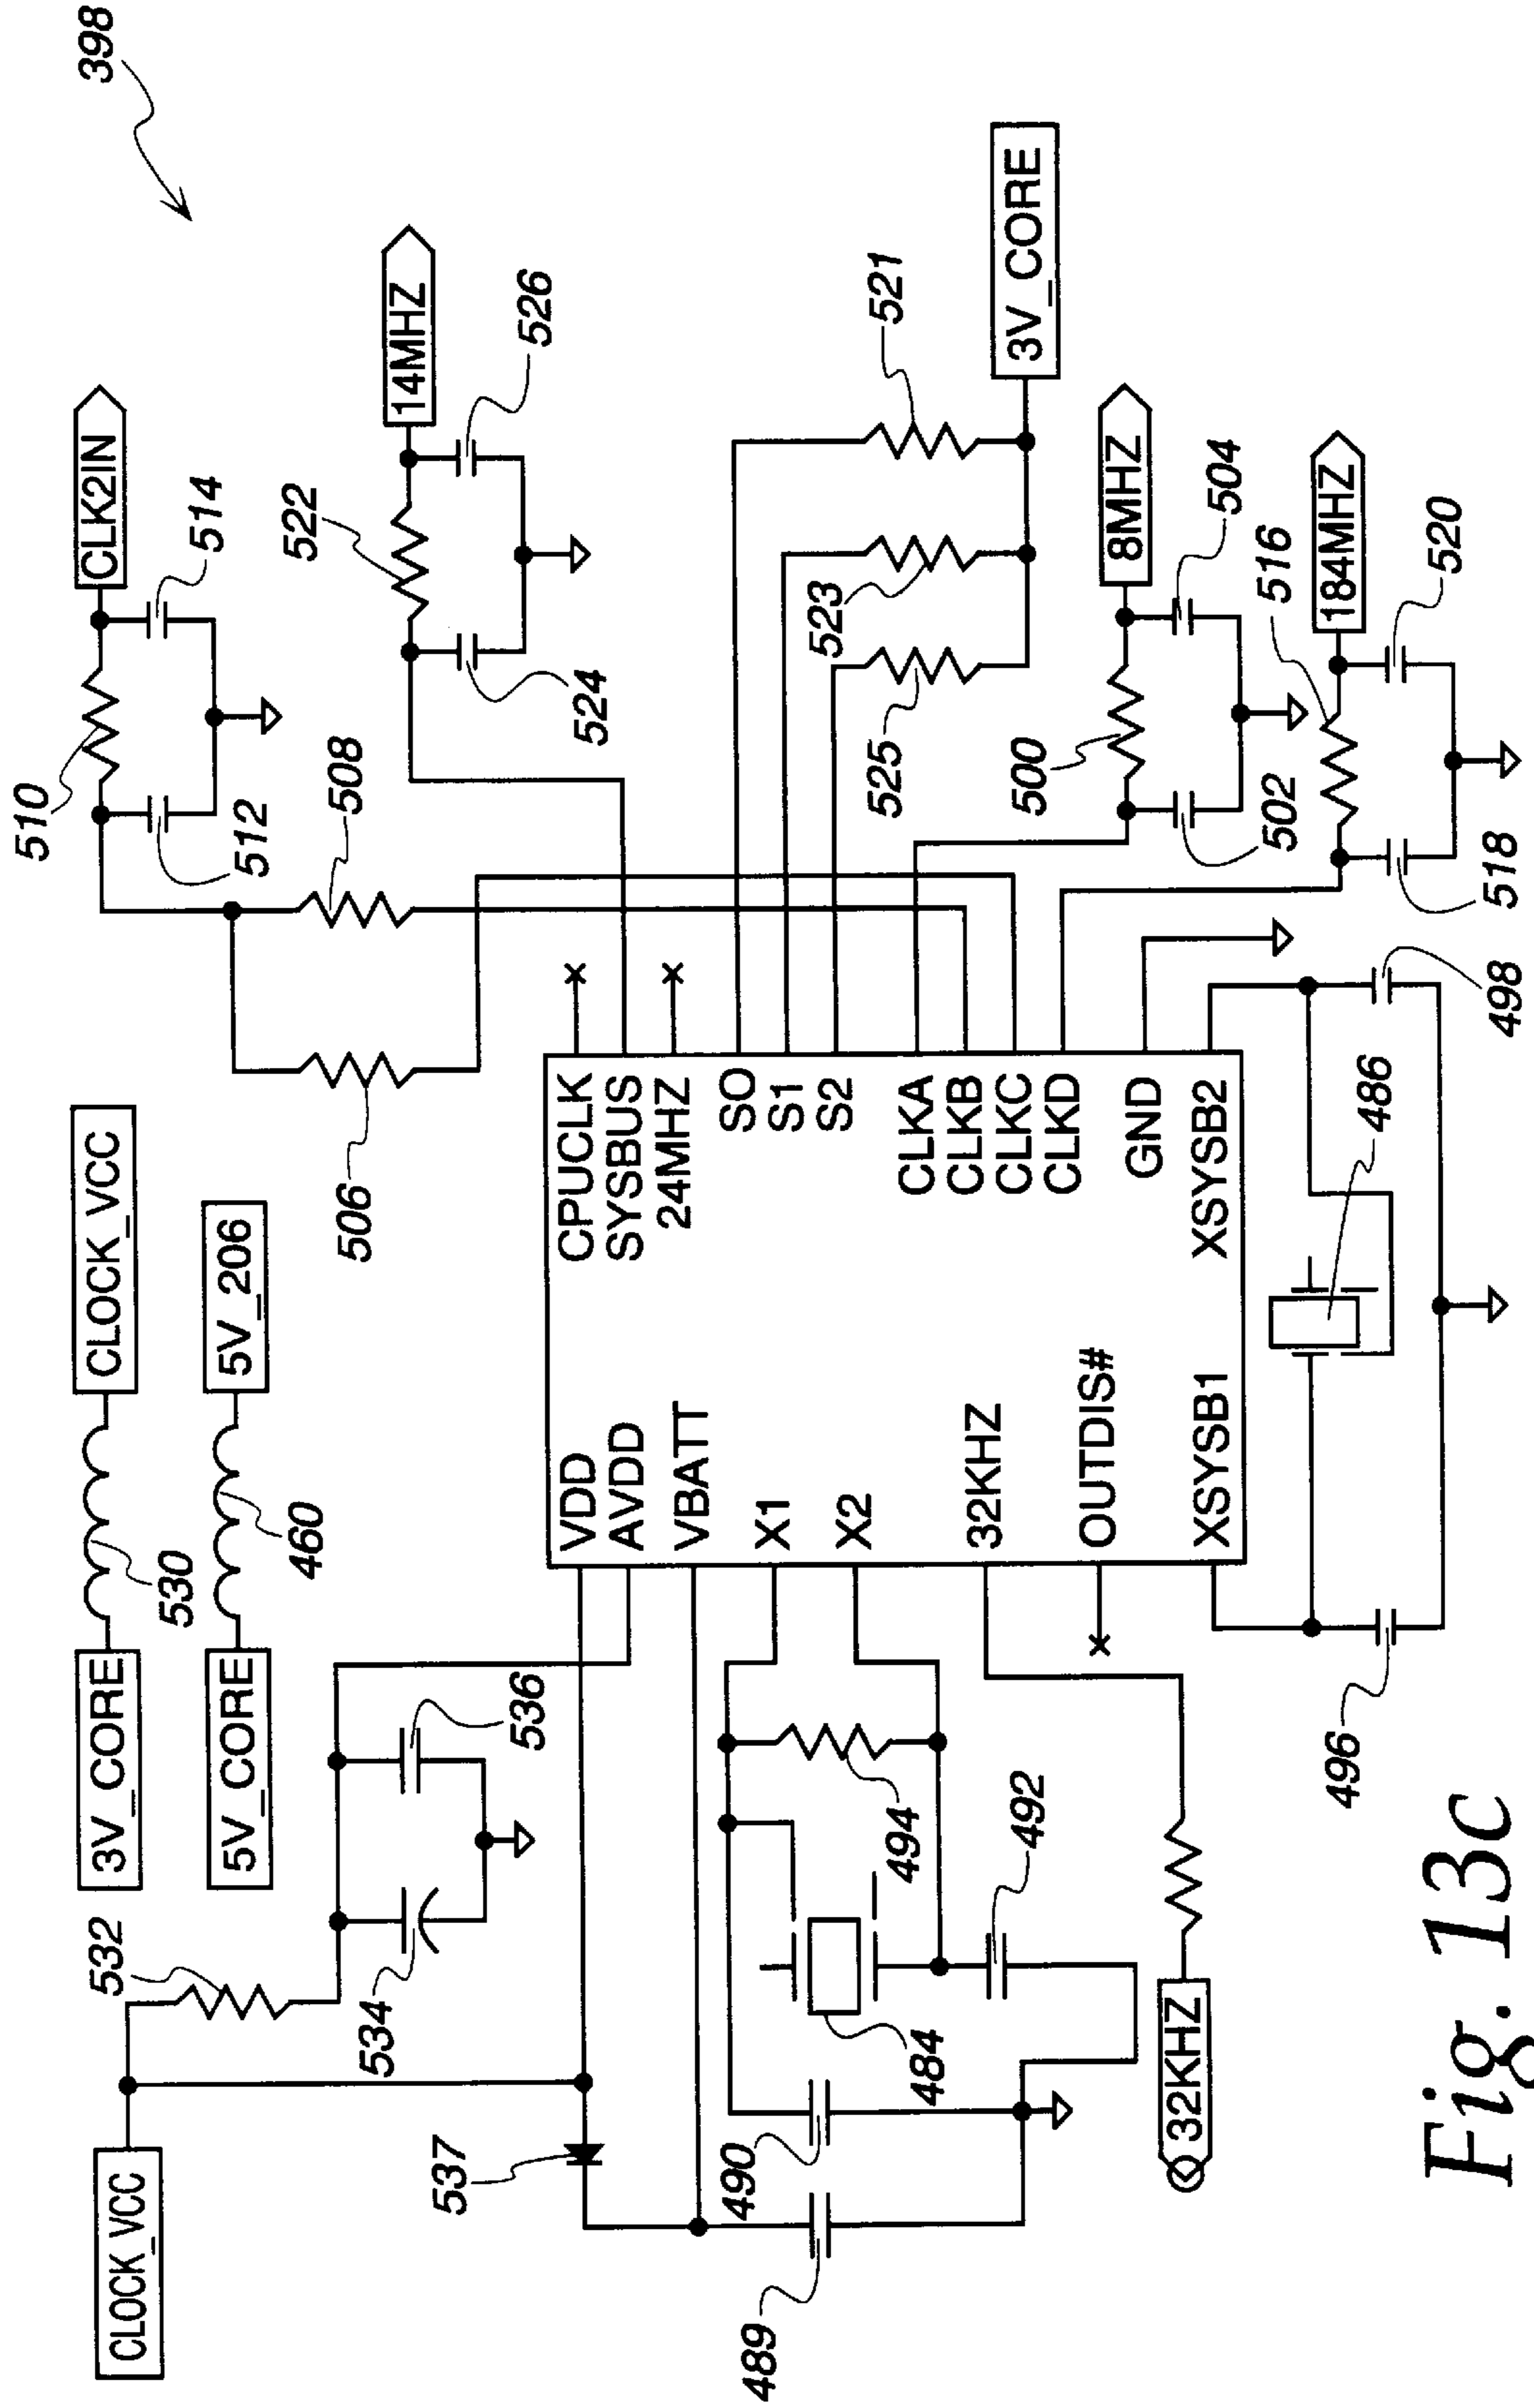 398
CLOCK_VCC
532
534
536
537
3V_CORE
530
CLOCK_VCC
5V_CORE
460
5V_206
510
CLK2IN
512
514
508
506
522
14MHZ
524
526
VDD
AVDD
VBATT
X1
X2
32KHZ
OUTDIS#
XSYSB1
CPUCLK
SYSBUS
24MHZ
SO
S1
S2
CLKA
CLKB
CLKC
CLKD
GND
XSYSB2
521
523
525
3V_CORE
500
8MHZ
502
504
516
184MHZ
518
520
489
490
484
494
492
32KHZ
496
486
498
Fig. 13c